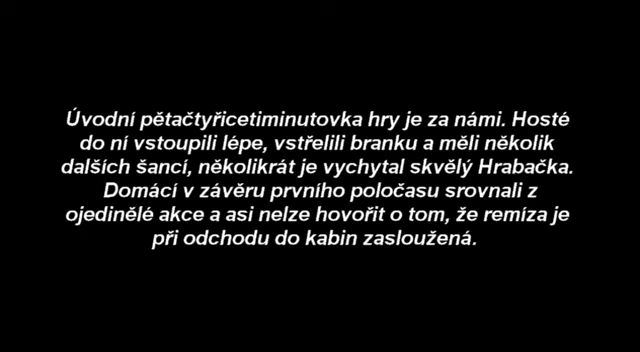 Úvodní pětačtyřicetiminutovka hry je za námi. Hosté
do ní vstoupili lépe, vstřelili branku a měli několik
dalších šancí, několikrát je vychytal skvělý Hrabačka.
Domácí v závěru prvního poločasu srovnali z
ojedinělé akce a asi nelze hovořit o tom, že remíza je
při odchodu do kabin zasloužená.